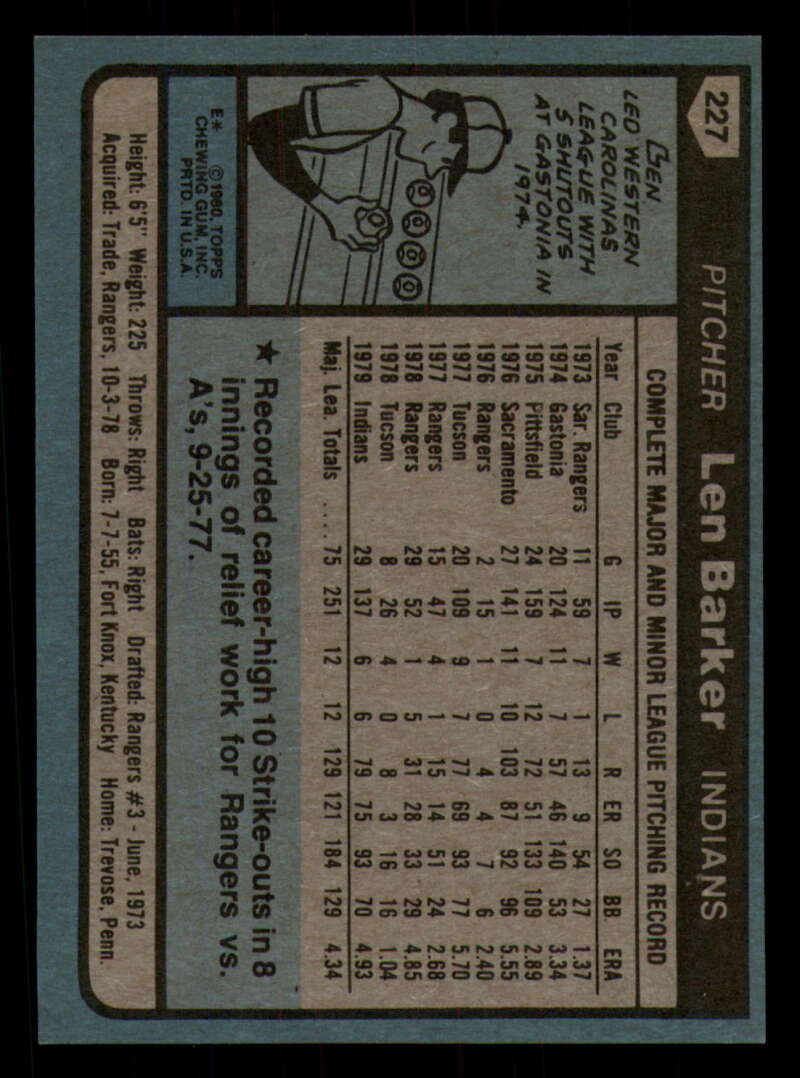 227
PITCHER Len Barker INDIANS
COMPLETE MAJOR AND MINOR LEAGUE PITCHING RECORD
Year Club G IP W L R ER SO BB. ERA
1973 Sar. Rangers 11 59 7 1 13 9 54 27 1.37
1974 Gastonia 20 124 11 7 57 46 140 53 3.34
1975 Pittsfield 24 159 7 12 72 51 133 109 2.89
1976 Sacramento 27 141 11 10 103 87 92 96 5.55
1976 Rangers 2 15 1 0 4 4 7 6 2.40
1977 Tucson 20 109 9 7 77 69 93 77 5.70
1977 Rangers 15 47 4 1 15 14 51 24 2.68
1978 Rangers 29 52 1 5 31 28 33 29 4.85
1978 Tucson 8 26 4 0 8 3 16 16 1.04
1979 Indians 29 137 6 6 79 75 93 70 4.93
Maj. Lea. Totals .... 75 251 12 12 129 121 184 129 4.34
★ Recorded career-high 10 Strike-outs in 8
innings of relief work for Rangers vs.
A's, 9-25-77.
LEN
LED WESTERN
CAROLINAS
LEAGUE WITH
5 SHUTOUTS
AT GASTONIA IN
1974.
E* © 1980, TOPPS
CHEWING GUM, INC.
PRTD. IN U.S.A.
Height: 6'5" Weight: 225 Throws: Right Bats: Right Drafted: Rangers #3 - June, 1973
Acquired: Trade, Rangers, 10-3-78 Born: 7-7-55, Fort Knox, Kentucky Home: Trevose, Penn.